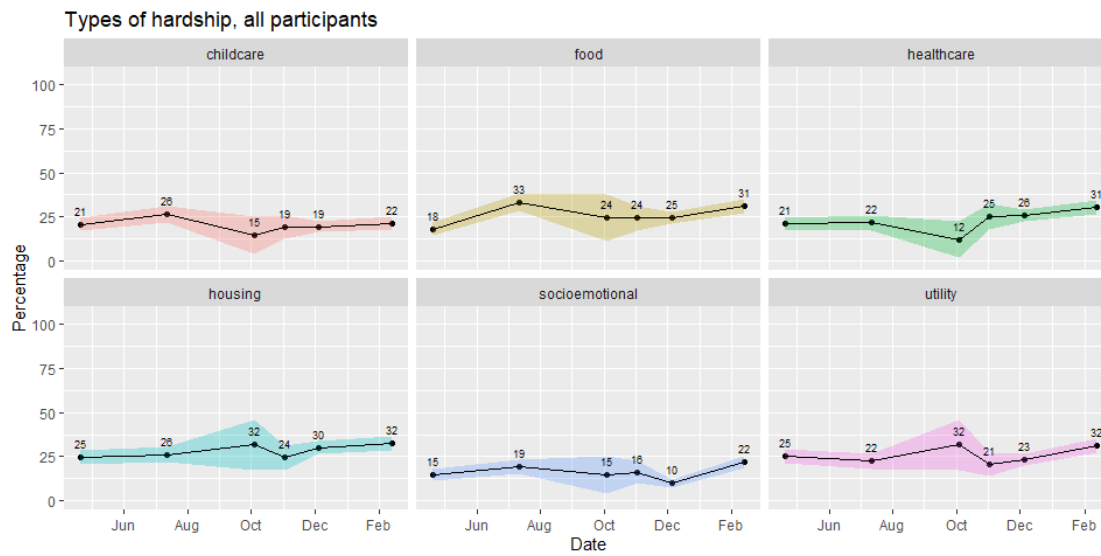 Types of hardship, all participants
childcare food healthcare
100
75
50
25
0
21 26 15 19 19 22
18 33 24 24 25 31
21 22 12 25 26 31
Percentage
housing socioemotional utility
100
75
50
25
0
25 26 32 24 30 32
15 19 15 16 10 22
25 22 32 21 23 32
Jun Aug Oct Dec Feb Jun Aug Oct Dec Feb Jun Aug Oct Dec Feb
Date